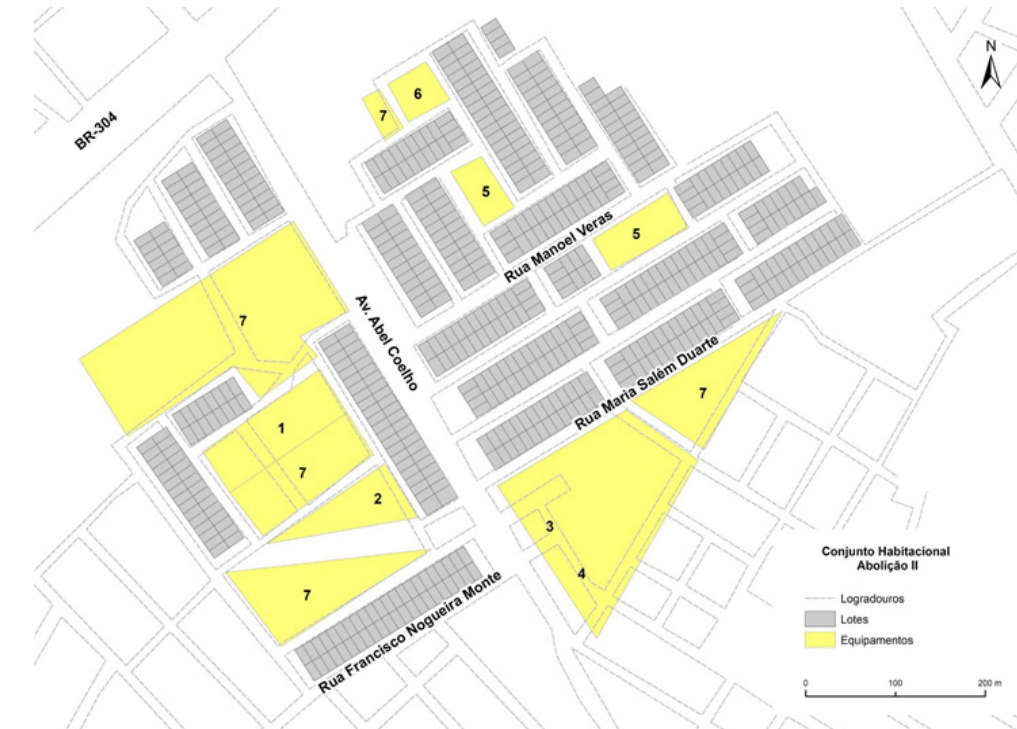 N
BR-304
6
7
5
Rua Manoel Veras
5
7
Av. Abel Coelho
Rua Maria Salém Duarte
7
1
7
2
3
4
7
Rua Francisco Nogueira Monte
Conjunto Habitacional
Abolição II
Logradouros
Lotes
Equipamentos
0 100 200 m